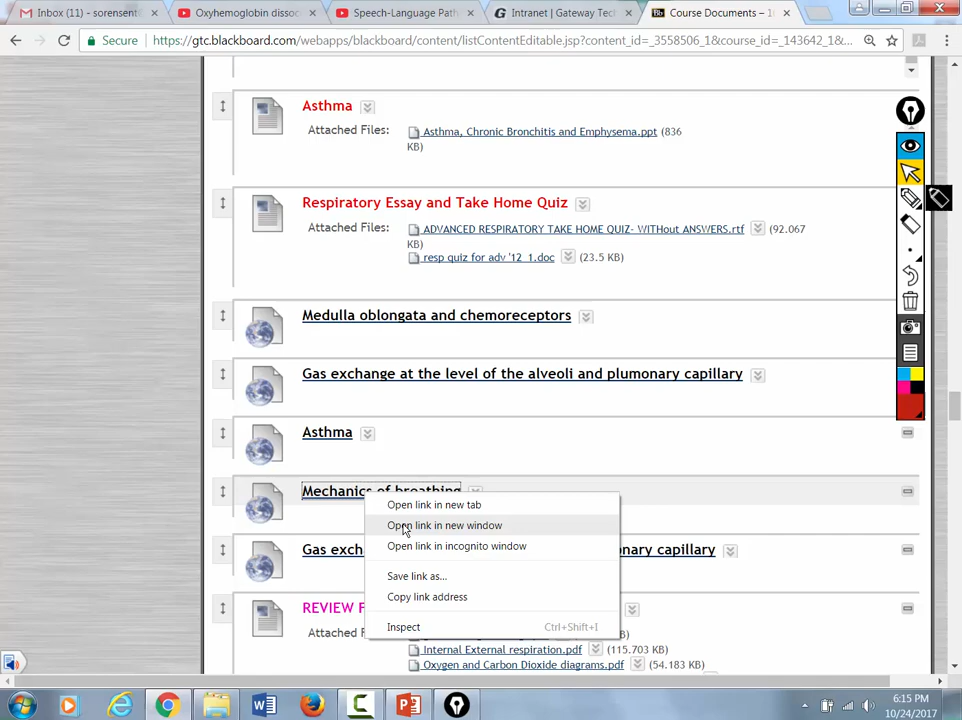 Inbox (11) - sorensent
Oxyhemoglobin dissoc
Speech-Language Path
Intranet | Gateway Tec
Bb
Course Documents – 1
Secure
https://gtc.blackboard.com/webapps/blackboard/content/listContentEditable.jsp?content_id=_3558506_1&course_id=_143642_1&...
Asthma
Attached Files:
Asthma, Chronic Bronchitis and Emphysema.ppt (836
KB)
Respiratory Essay and Take Home Quiz
Attached Files:
ADVANCED RESPIRATORY TAKE HOME QUIZ- WITHout ANSWERS.rtf (92.067
KB)
resp quiz for adv '12_1.doc (23.5 KB)
Medulla oblongata and chemoreceptors
Gas exchange at the level of the alveoli and plumonary capillary
Asthma
Mechanics of breathing
Open link in new tab
Open link in new window
Open link in incognito window
Save link as...
Copy link address
Inspect Ctrl+Shift+I
Gas exch
onary capillary
REVIEW F
Attached
Internal External respiration.pdf (115.703 KB)
Oxygen and Carbon Dioxide diagrams.pdf (54.183 KB)
6:15 PM
10/24/2017